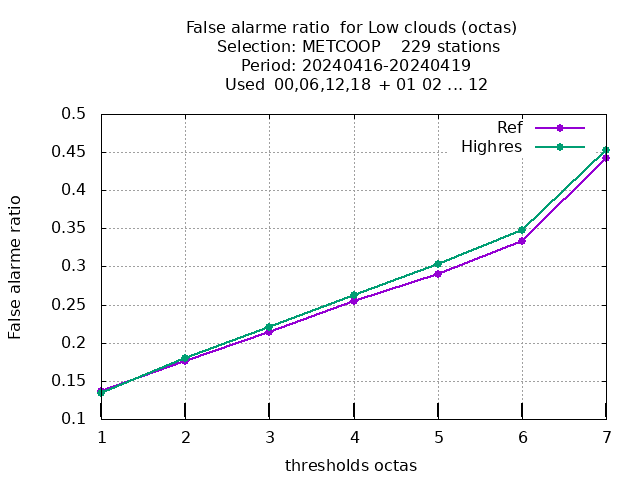 False alarme ratio  for Low clouds (octas)
Selection: METCOOP    229 stations
Period: 20240416-20240419
Used  00,06,12,18  + 01 02 ... 12
0.5
0.45
0.4
0.35
0.3
0.25
0.2
0.15
0.1
False alarme ratio
Ref
Highres
1 2 3 4 5 6 7
thresholds octas